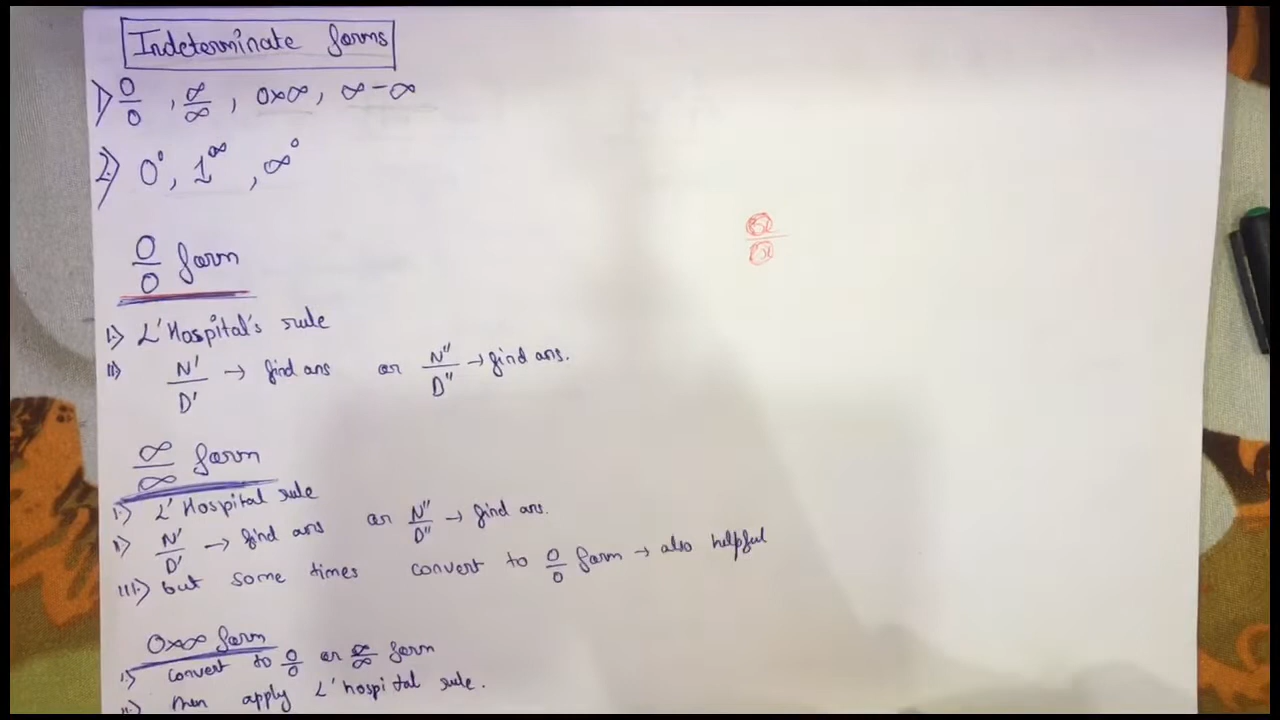 Indeterminate forms
1) 0/0 , ∞/∞ , 0×∞ , ∞-∞
2) 0⁰ , 1^∞ , ∞⁰
0/0 form
i.) L'Hospital's rule
ii) N'/D' → find ans or N''/D'' → find ans.
∞/∞ form
i.) L'Hospital rule
ii) N'/D' → find ans or N''/D'' → find ans.
iii.) but some times convert to 0/0 form → also helpful
0×∞ form
i.) convert to 0/0 or ∞/∞ form
ii.) then apply L'hospital rule.